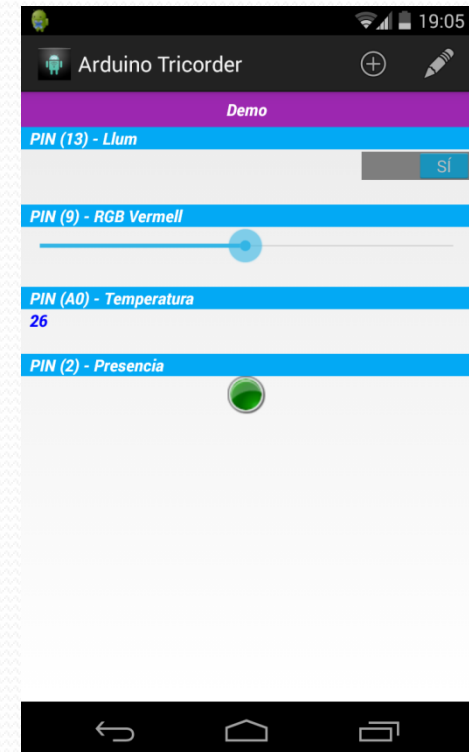 19:05
Arduino Tricorder
Demo
PIN (13) - Llum
SÍ
PIN (9) - RGB Vermell
PIN (A0) - Temperatura
26
PIN (2) - Presencia